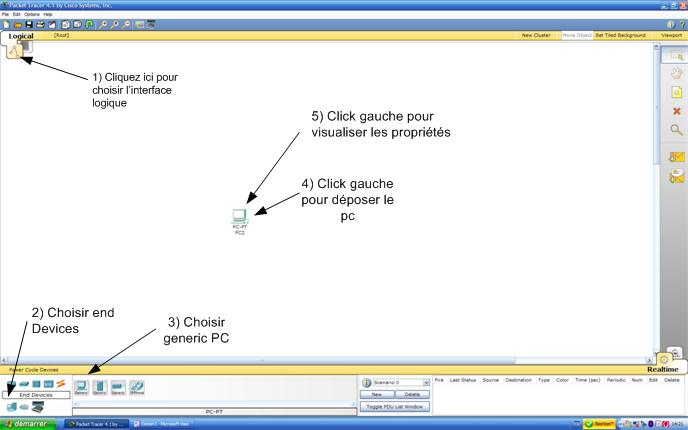 Packet Tracer 4.1 by Cisco Systems, Inc.
File Edit Options Help
Logical [Root] New Cluster Move Object Set Tiled Background Viewport
1) Cliquez ici pour
choisir l'interface
logique
5) Click gauche pour
visualiser les propriétés
4) Click gauche
pour déposer le
pc
PC-PT
PC2
2) Choisir end
Devices
3) Choisir
generic PC
Power Cycle Devices Realtime
End Devices
Generic Generic Generic IPPhone
PC-PT
Scenario 0
New Delete
Toggle PDU List Window
Fire Last Status Source Destination Type Color Time (sec) Periodic Num Edit Delete
démarrer Packet Tracer 4.1 by ... Dessin1 - Microsoft Visio 14:21